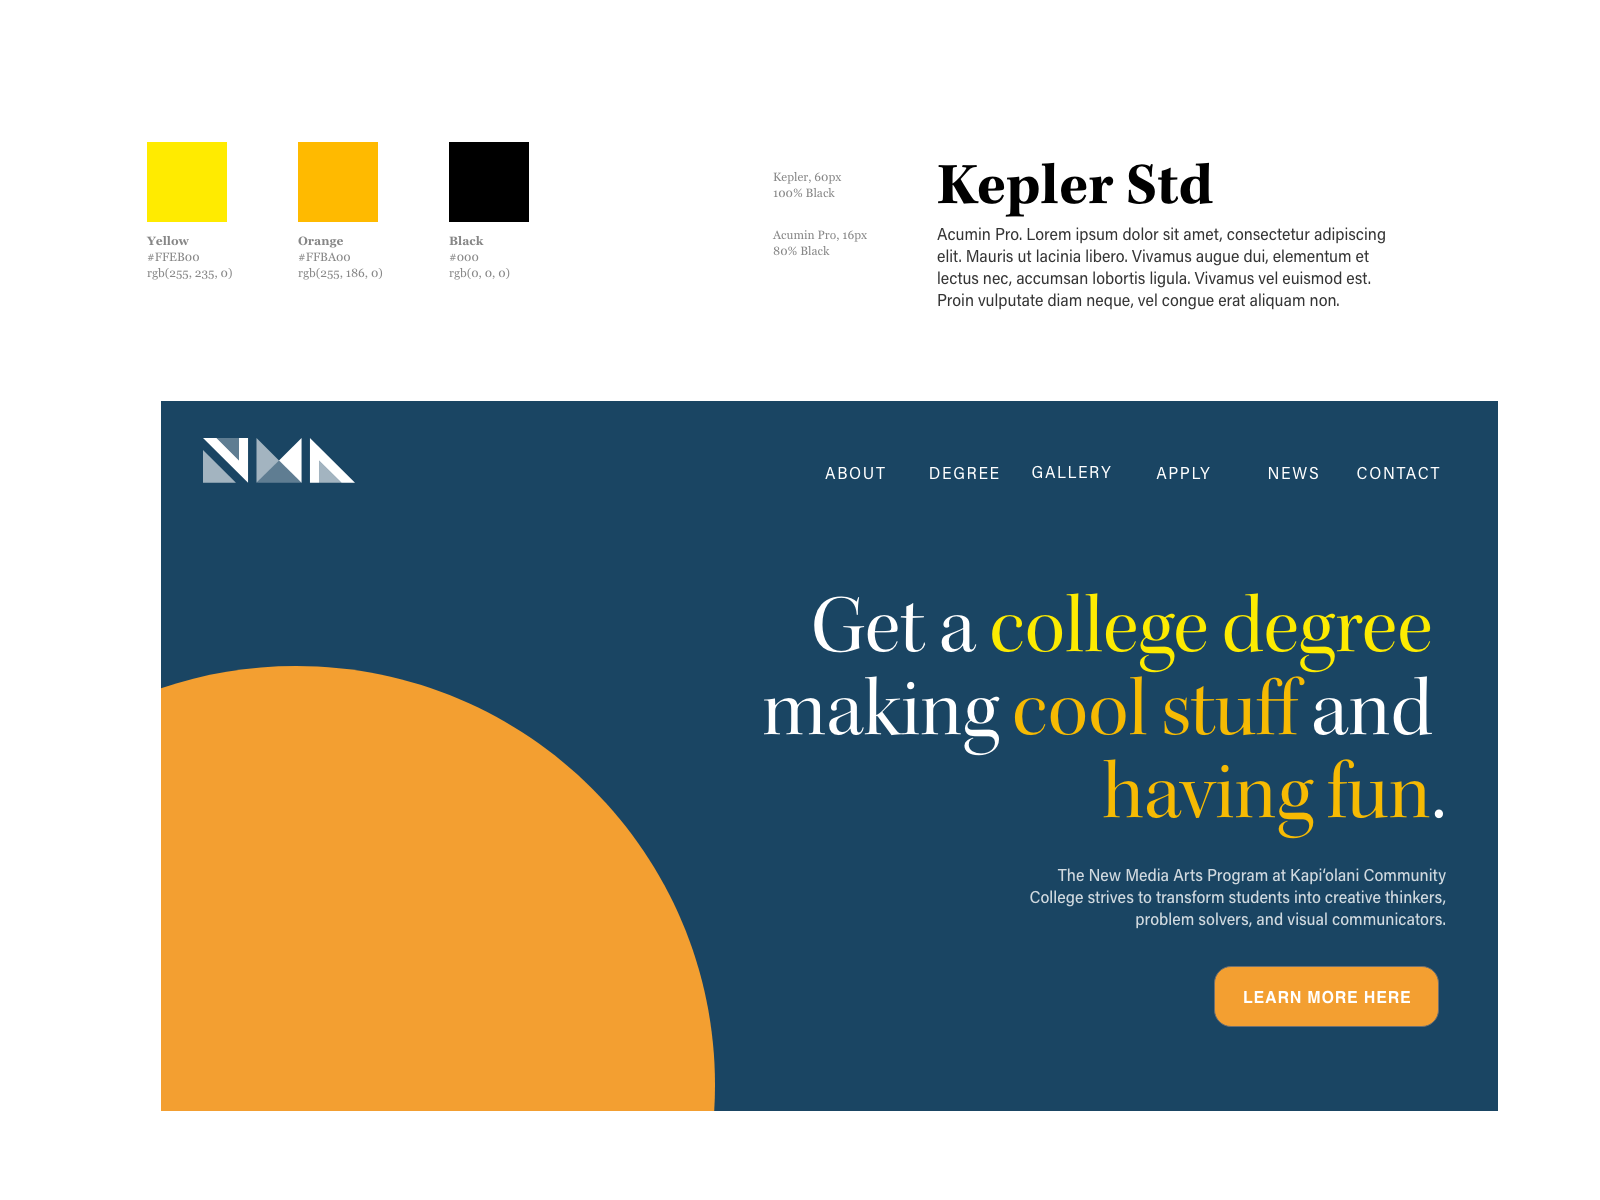 Yellow
#FFEB00
rgb(255, 235, 0)
Orange
#FFBA00
rgb(255, 186, 0)
Black
#000
rgb(0, 0, 0)
Kepler, 60px
100% Black
Acumin Pro, 16px
80% Black
Kepler Std
Acumin Pro. Lorem ipsum dolor sit amet, consectetur adipiscing
elit. Mauris ut lacinia libero. Vivamus augue dui, elementum et
lectus nec, accumsan lobortis ligula. Vivamus vel euismod est.
Proin vulputate diam neque, vel congue erat aliquam non.
NMA
ABOUT DEGREE GALLERY APPLY NEWS CONTACT
Get a college degree
making cool stuff and
having fun.
The New Media Arts Program at Kapiʻolani Community
College strives to transform students into creative thinkers,
problem solvers, and visual communicators.
LEARN MORE HERE